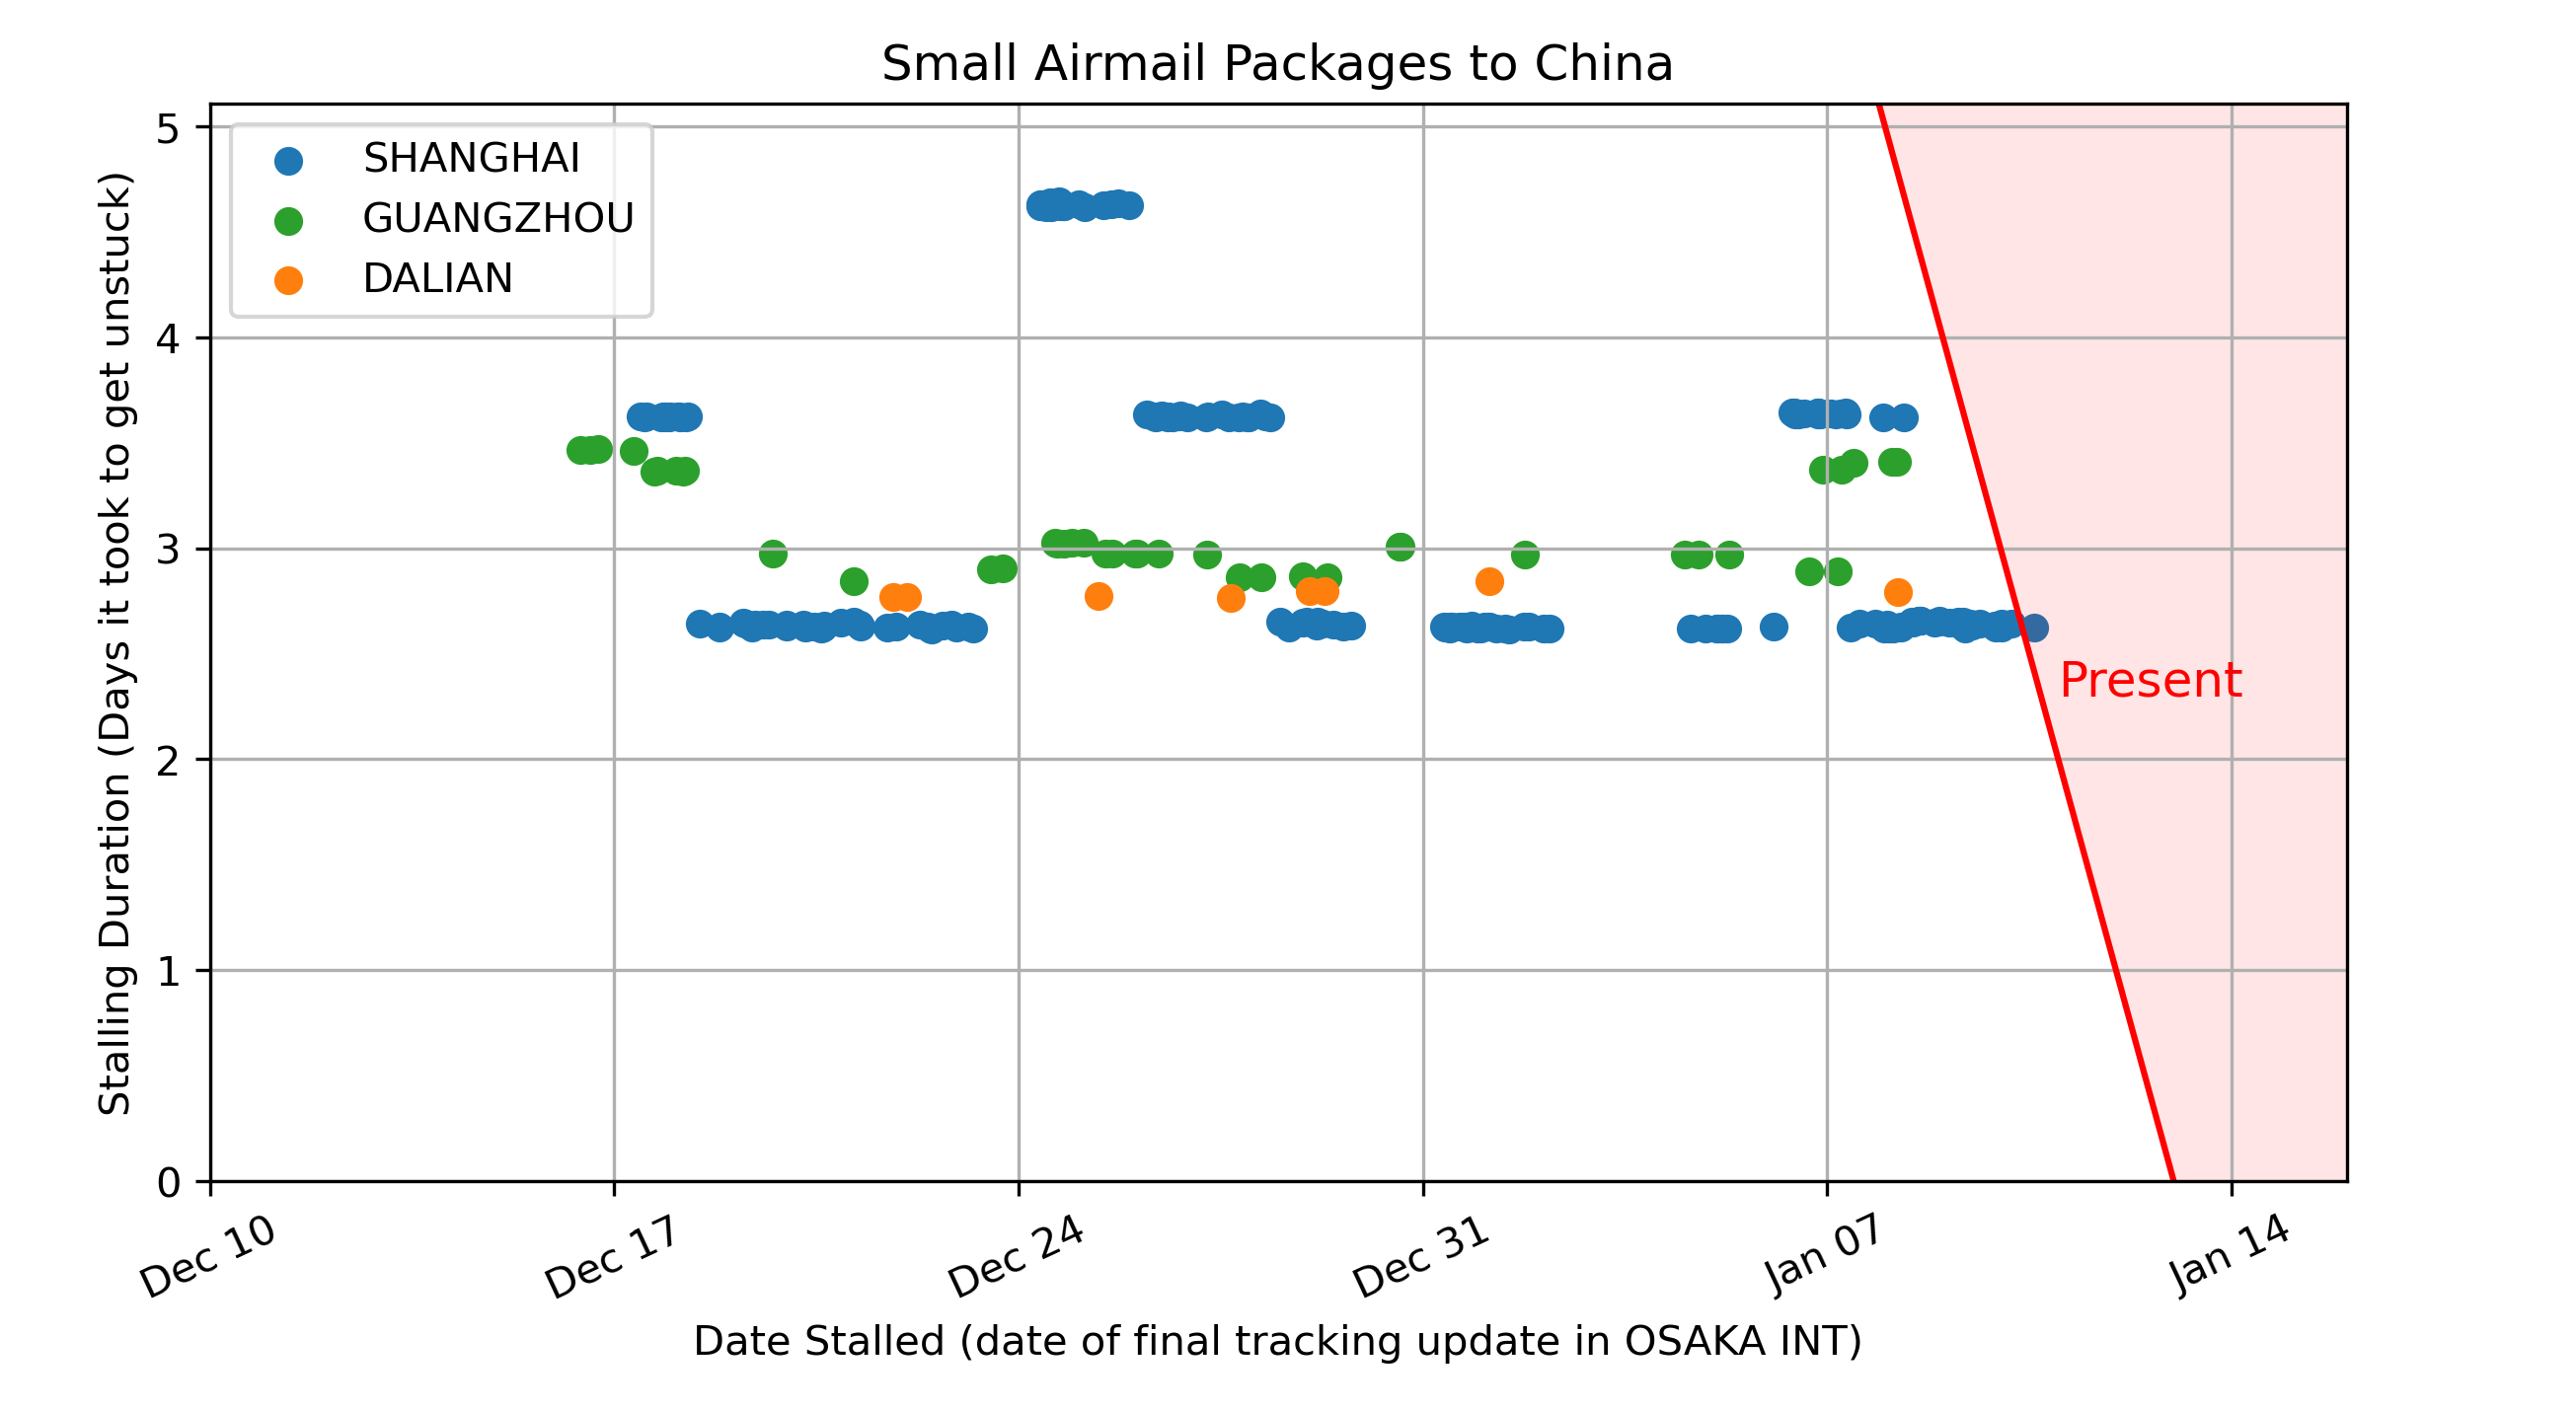 Small Airmail Packages to China
Stalling Duration (Days it took to get unstuck)
5
4
3
2
1
0
SHANGHAI
GUANGZHOU
DALIAN
Present
Dec 10
Dec 17
Dec 24
Dec 31
Jan 07
Jan 14
Date Stalled (date of final tracking update in OSAKA INT)